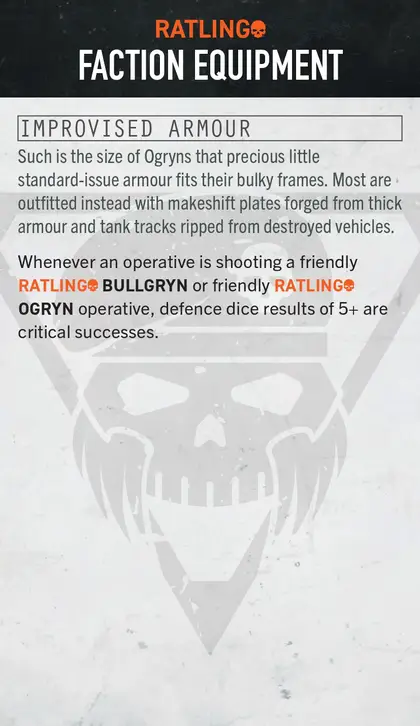 RATLING
FACTION EQUIPMENT
IMPROVISED ARMOUR
Such is the size of Ogryns that precious little
standard-issue armour fits their bulky frames. Most are
outfitted instead with makeshift plates forged from thick
armour and tank tracks ripped from destroyed vehicles.
Whenever an operative is shooting a friendly
RATLING BULLGRYN or friendly RATLING
OGRYN operative, defence dice results of 5+ are
critical successes.